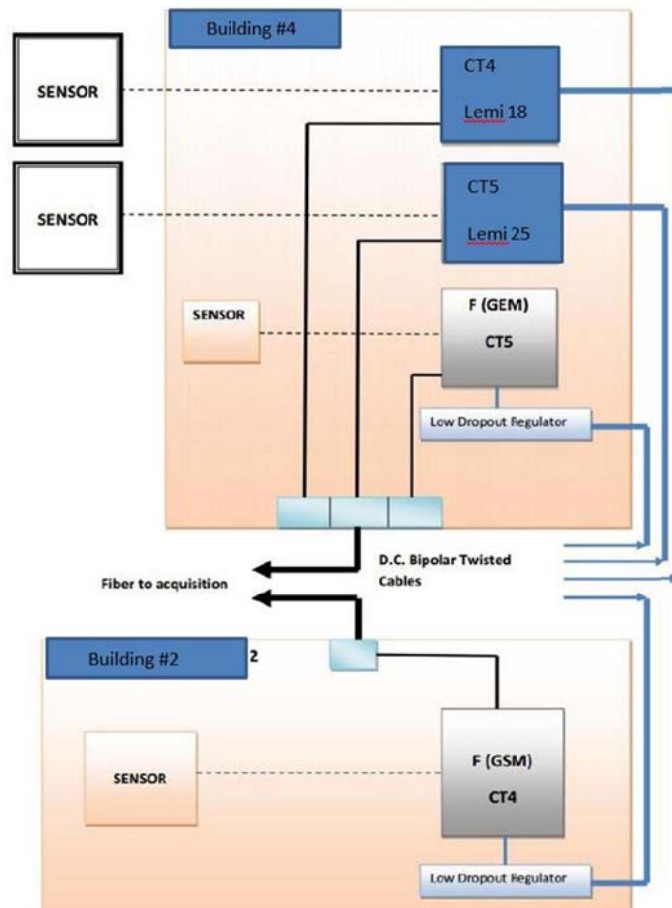 Building #4
CT4
SENSOR
Lemi 18
CT5
SENSOR
Lemi 25
F (GEM)
SENSOR
CT5
Low Dropout Regulator
D.C. Bipolar Twisted
Fiber to acquisition
Cables
Building #2
2
F (GSM)
SENSOR
CT4
Low Dropout Regulator